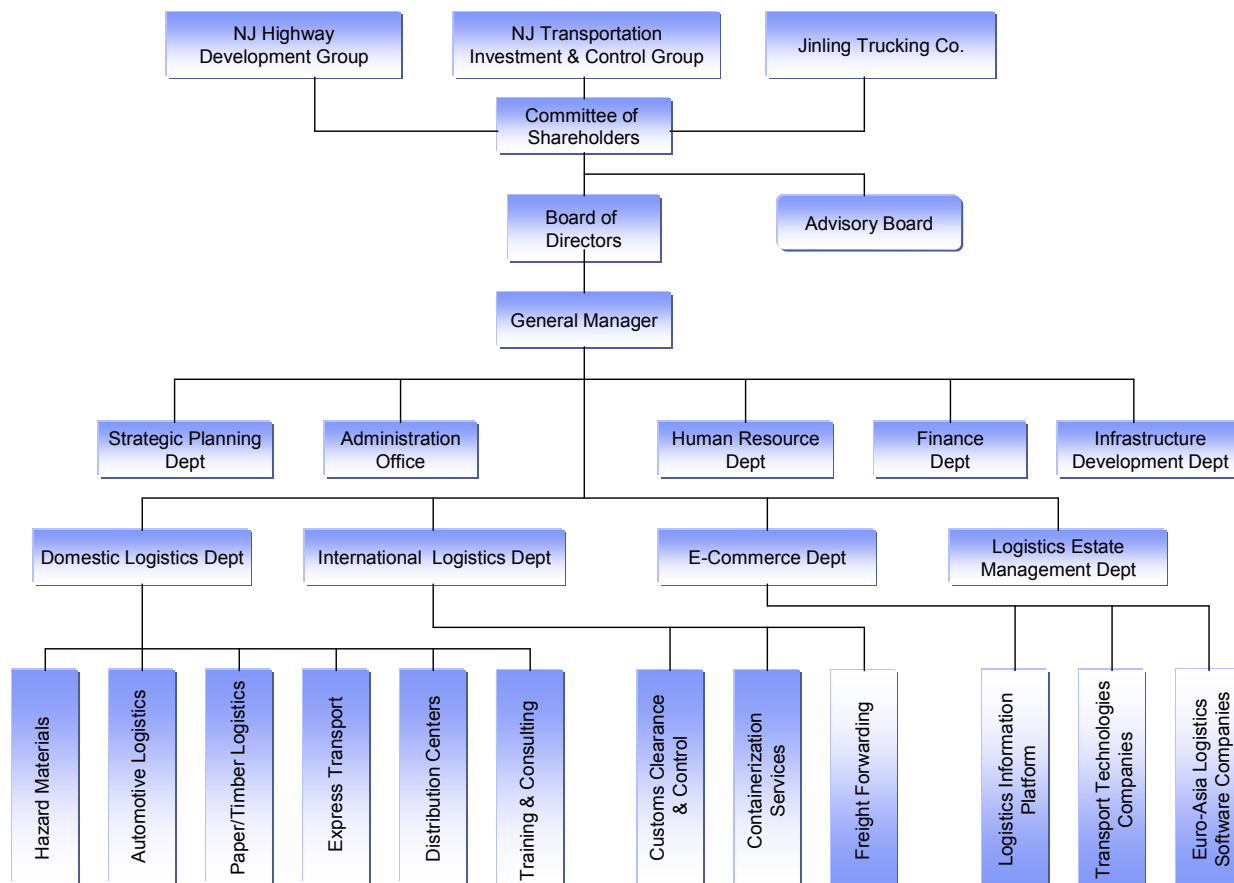 NJ Highway
Development Group
NJ Transportation
Investment & Control Group
Jinling Trucking Co.
Committee of
Shareholders
Board of
Directors
Advisory Board
General Manager
Strategic Planning
Dept
Administration
Office
Human Resource
Dept
Finance
Dept
Infrastructure
Development Dept
Domestic Logistics Dept
International Logistics Dept
E-Commerce Dept
Logistics Estate
Management Dept
Hazard Materials
Automotive Logistics
Paper/Timber Logistics
Express Transport
Distribution Centers
Training & Consulting
Customs Clearance
& Control
Containerization
Services
Freight Forwarding
Logistics Information
Platform
Transport Technologies
Companies
Euro-Asia Logistics
Software Companies